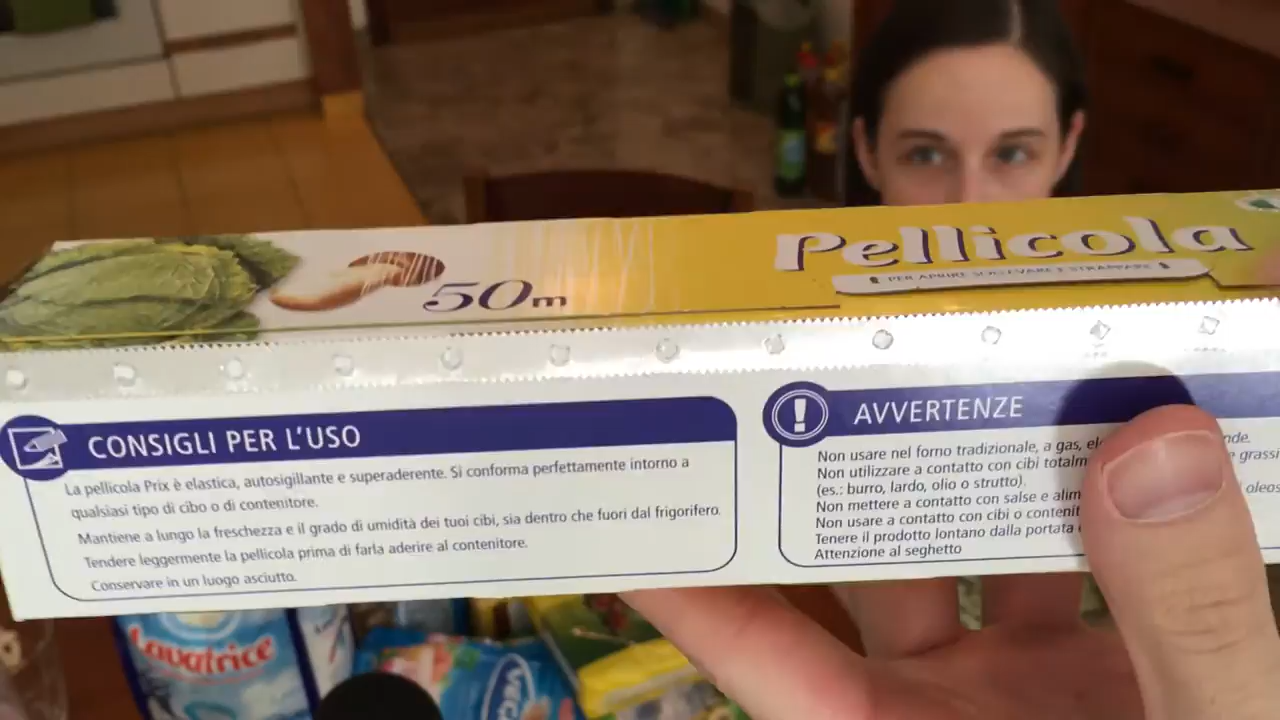 50m
Pellicola
PER APRIRE SOLLEVARE E STRAPPARE
CONSIGLI PER L'USO
La pellicola Prix è elastica, autosigillante e superaderente. Si conforma perfettamente intorno a
qualsiasi tipo di cibo o di contenitore.
Mantiene a lungo la freschezza e il grado di umidità dei tuoi cibi, sia dentro che fuori dal frigorifero.
Tendere leggermente la pellicola prima di farla aderire al contenitore.
Conservare in un luogo asciutto.
AVVERTENZE
Non usare nel forno tradizionale, a gas,
Non utilizzare a contatto con cibi
(es.: burro, lardo, olio o strutto).
Non mettere a contatto con salse e
Non usare a contatto con cibi o
Tenere il prodotto lontano dalla portata
Attenzione al seghetto
Lavatrice